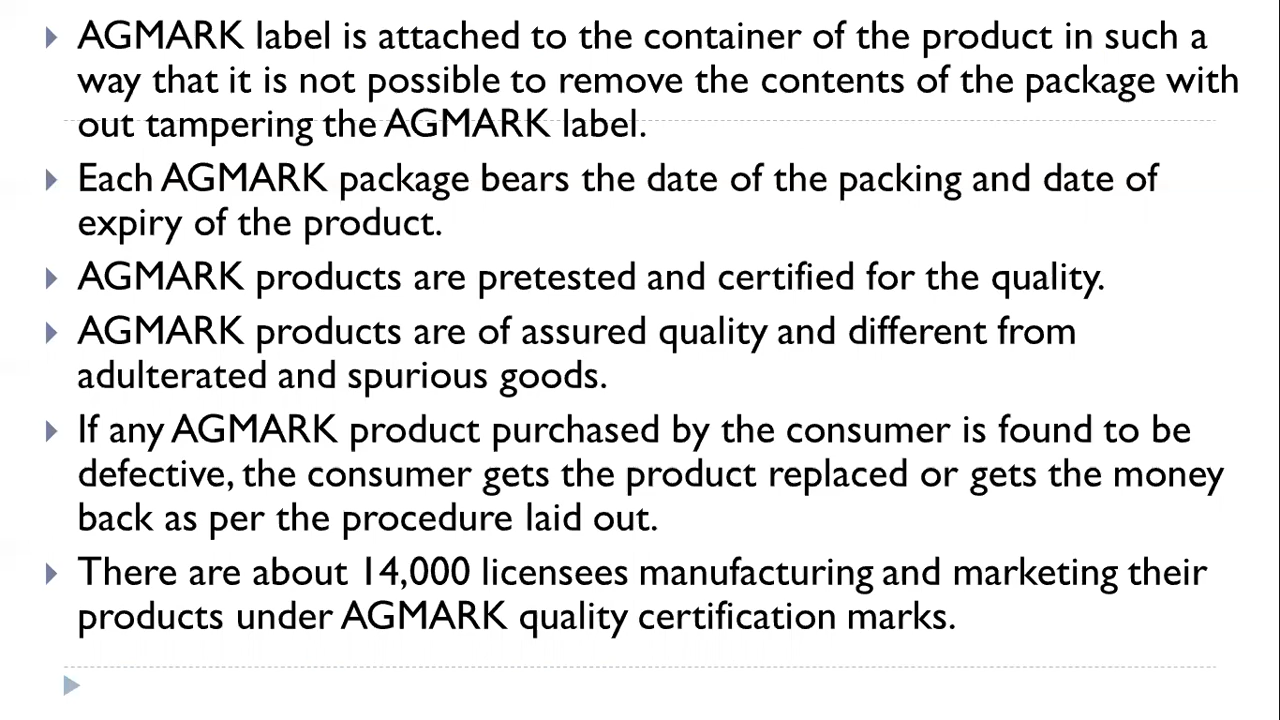 AGMARK label is attached to the container of the product in such a
way that it is not possible to remove the contents of the package with
out tampering the AGMARK label.
Each AGMARK package bears the date of the packing and date of
expiry of the product.
AGMARK products are pretested and certified for the quality.
AGMARK products are of assured quality and different from
adulterated and spurious goods.
If any AGMARK product purchased by the consumer is found to be
defective, the consumer gets the product replaced or gets the money
back as per the procedure laid out.
There are about 14,000 licensees manufacturing and marketing their
products under AGMARK quality certification marks.